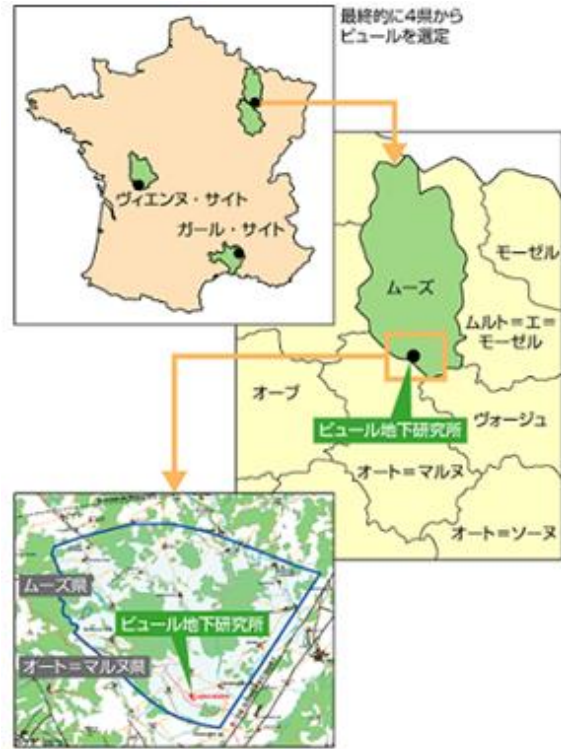 最終的に4県から
ビュールを選定
ヴィエンヌ・サイト
ガール・サイト
モーゼル
ムーズ
ムルト＝エ＝
モーゼル
オーブ
ビュール地下研究所
ヴォージュ
オート＝マルヌ
オート＝ソーヌ
ムーズ県
ビュール地下研究所
オート＝マルヌ県